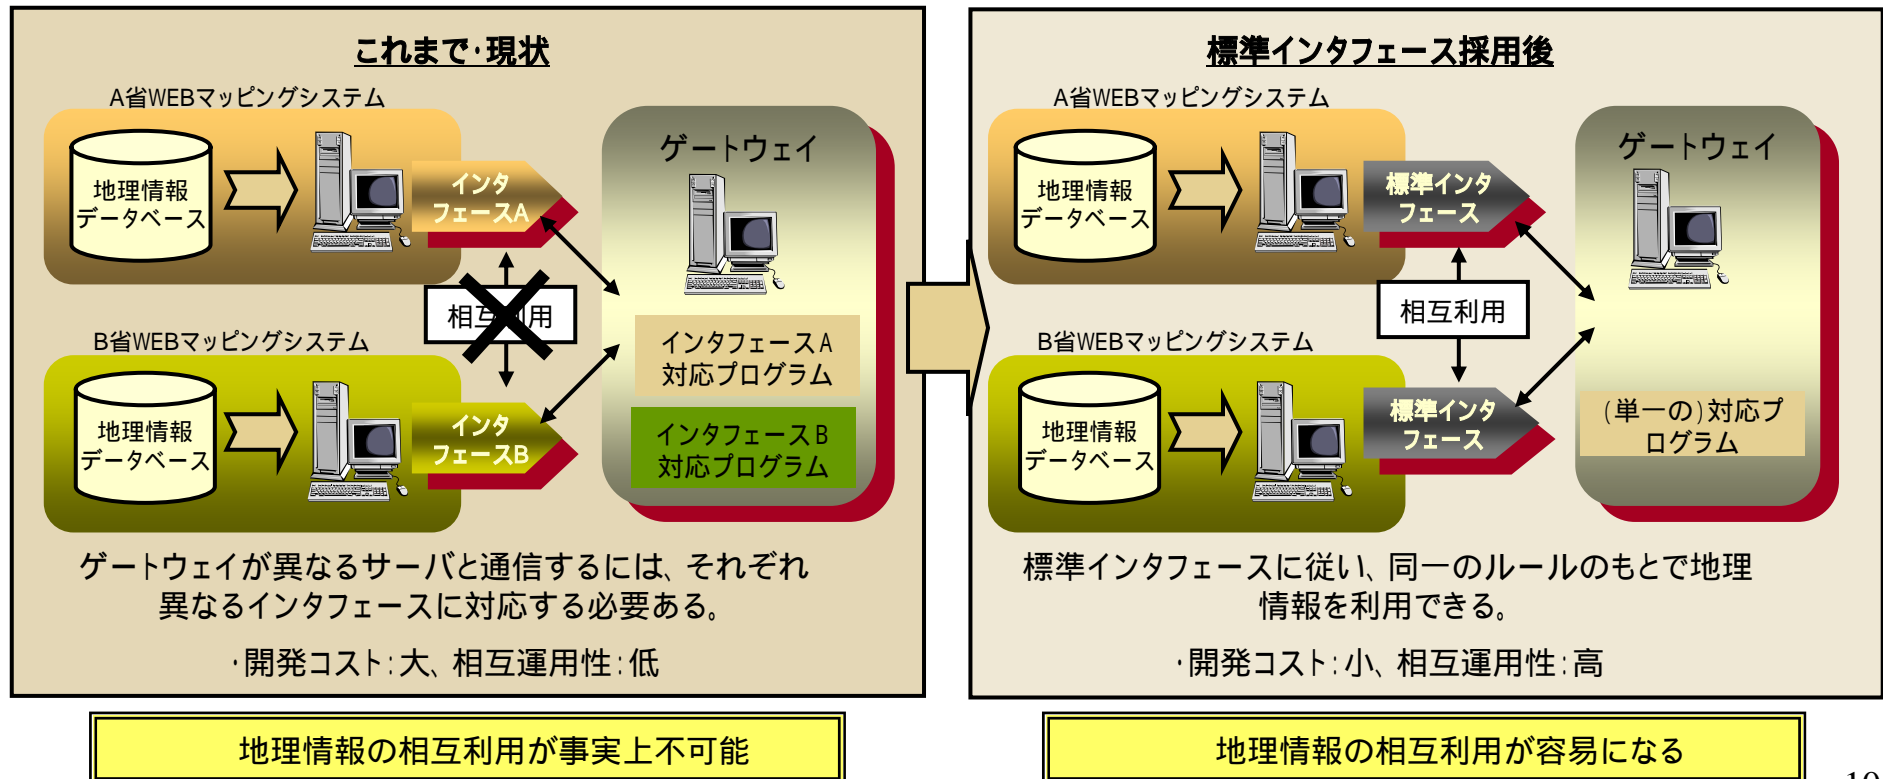 これまで・現状
A省WEBマッピングシステム
地理情報
データベース
インタ
フェースA
ゲートウェイ
相互利用
B省WEBマッピングシステム
地理情報
データベース
インタ
フェースB
インタフェースA
対応プログラム
インタフェースB
対応プログラム
ゲートウェイが異なるサーバと通信するには、それぞれ
異なるインタフェースに対応する必要ある。
・開発コスト:大、相互運用性:低
地理情報の相互利用が事実上不可能
標準インタフェース採用後
A省WEBマッピングシステム
地理情報
データベース
標準インタ
フェース
ゲートウェイ
相互利用
B省WEBマッピングシステム
地理情報
データベース
標準インタ
フェース
(単一の)対応プ
ログラム
標準インタフェースに従い、同一のルールのもとで地理
情報を利用できる。
・開発コスト:小、相互運用性:高
地理情報の相互利用が容易になる